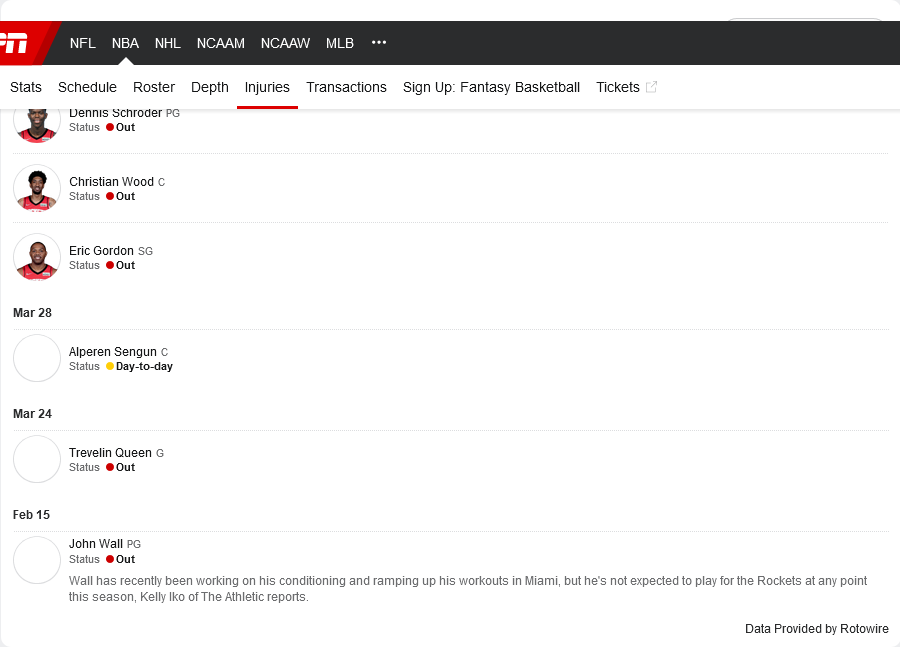 NFL NBA NHL NCAAM NCAAW MLB •••
Stats Schedule Roster Depth Injuries Transactions Sign Up: Fantasy Basketball Tickets
Dennis Schroder PG
Status Out
Christian Wood C
Status Out
Eric Gordon SG
Status Out
Mar 28
Alperen Sengun C
Status Day-to-day
Mar 24
Trevelin Queen G
Status Out
Feb 15
John Wall PG
Status Out
Wall has recently been working on his conditioning and ramping up his workouts in Miami, but he's not expected to play for the Rockets at any point
this season, Kelly Iko of The Athletic reports.
Data Provided by Rotowire